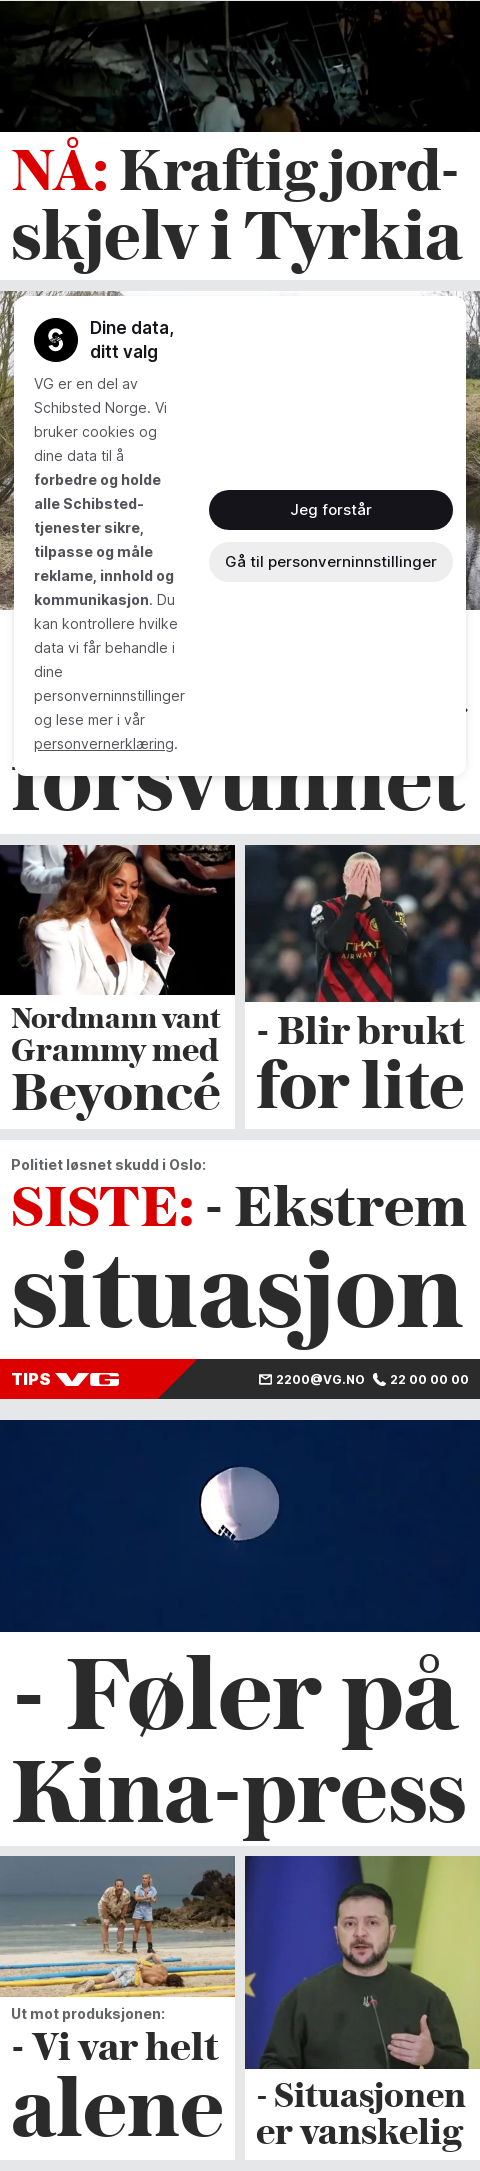 NÅ: Kraftig jord-
skjelv i Tyrkia
Dine data,
ditt valg
VG er en del av
Schibsted Norge. Vi
bruker cookies og
dine data til å
forbedre og holde
alle Schibsted-
tjenester sikre,
tilpasse og måle
reklame, innhold og
kommunikasjon. Du
kan kontrollere hvilke
data vi får behandle i
dine
personverninnstillinger
og lese mer i vår
personvernerklæring.
Jeg forstår
Gå til personverninnstillinger
forsvunnet
Nordmann vant
Grammy med
Beyoncé
- Blir brukt
for lite
Politiet løsnet skudd i Oslo:
SISTE: - Ekstrem
situasjon
TIPS VG
2200@VG.NO 22 00 00 00
- Føler på
Kina-press
Ut mot produksjonen:
- Vi var helt
alene
- Situasjonen
er vanskelig